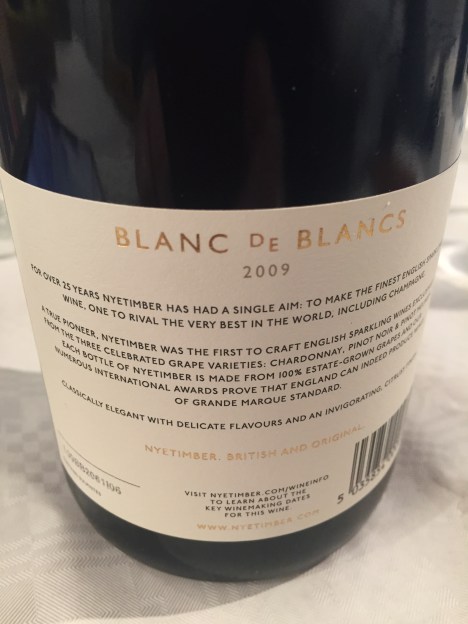 BLANC DE BLANCS
2009
FOR OVER 25 YEARS NYETIMBER HAS HAD A SINGLE AIM: TO MAKE THE FINEST ENGLISH
WINE, ONE TO RIVAL THE VERY BEST IN THE WORLD, INCLUDING CHAMPAGNE
A TRUE PIONEER, NYETIMBER WAS THE FIRST TO CRAFT ENGLISH SPARKLING WINES
FROM THE THREE CELEBRATED GRAPE VARIETIES: CHARDONNAY, PINOT NOIR & PINOT
EACH BOTTLE OF NYETIMBER IS MADE FROM 100% ESTATE-GROWN GRAPES AND
NUMEROUS INTERNATIONAL AWARDS PROVE THAT ENGLAND CAN INDEED PRODUCE
OF GRANDE MARQUE STANDARD.
CLASSICALLY ELEGANT WITH DELICATE FLAVOURS AND AN INVIGORATING, CITRUS
NYETIMBER. BRITISH AND ORIGINAL.
VISIT NYETIMBER.COM/WINEINFO
TO LEARN ABOUT THE
KEY WINEMAKING DATES
FOR THIS WINE.
WWW.NYETIMBER.COM